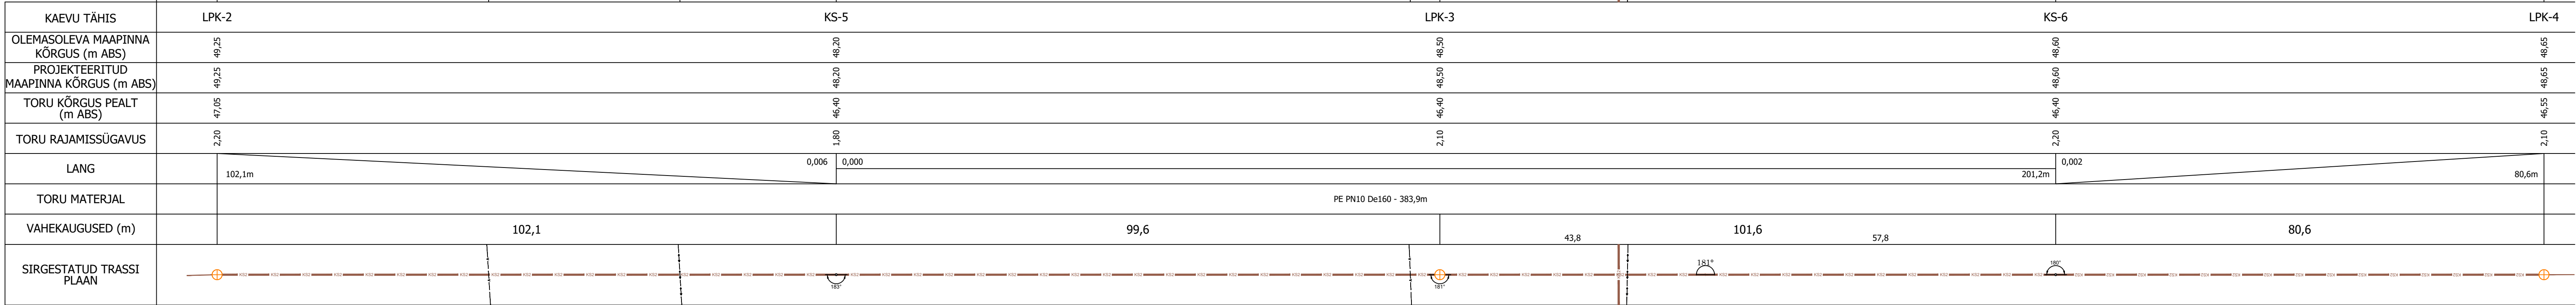 KAEVU TÄHIS LPK-2 KS-5 LPK-3 KS-6 LPK-4
OLEMASOLEVA MAAPINNA
KÕRGUS (m ABS) 49,25 48,20 48,50 48,60 48,65
PROJEKTEERITUD
MAAPINNA KÕRGUS (m ABS) 49,25 48,20 48,50 48,60 48,65
TORU KÕRGUS PEALT
(m ABS) 47,05 46,40 46,40 46,40 46,55
TORU RAJAMISSÜGAVUS 2,20 1,80 2,10 2,20 2,10
LANG 0,006 0,000 0,002
102,1m 201,2m 80,6m
TORU MATERJAL PE PN10 De160 - 383,9m
VAHEKAUGUSED (m) 102,1 99,6 101,6 80,6
43,8 57,8
SIRGESTATUD TRASSI
PLAAN
183° 181° 181° 180°